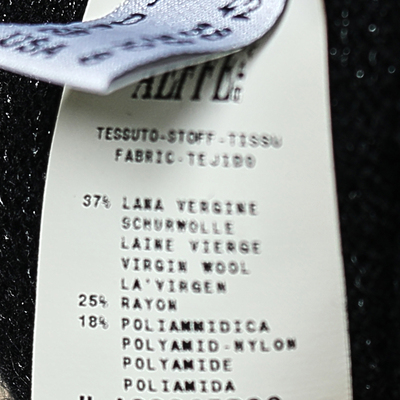 AEFFE
TESSUTO-STOFF-TISSU
FABRIC-TEJIDO
37% LANA VERGINE
SCHURWOLLE
LAINE VIERGE
VIRGIN WOOL
LA'VIRGEN
25% RAYON
18% POLIAMMIDICA
POLYAMID-NYLON
POLYAMIDE
POLIAMIDA